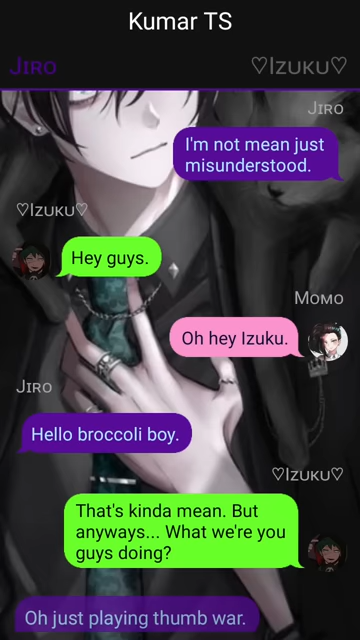 Kumar TS
Jiro
♡Izuku♡
Jiro
I'm not mean just
misunderstood.
♡Izuku♡
Hey guys.
Momo
Oh hey Izuku.
Jiro
Hello broccoli boy.
♡Izuku♡
That's kinda mean. But
anyways... What we're you
guys doing?
Oh just playing thumb war.